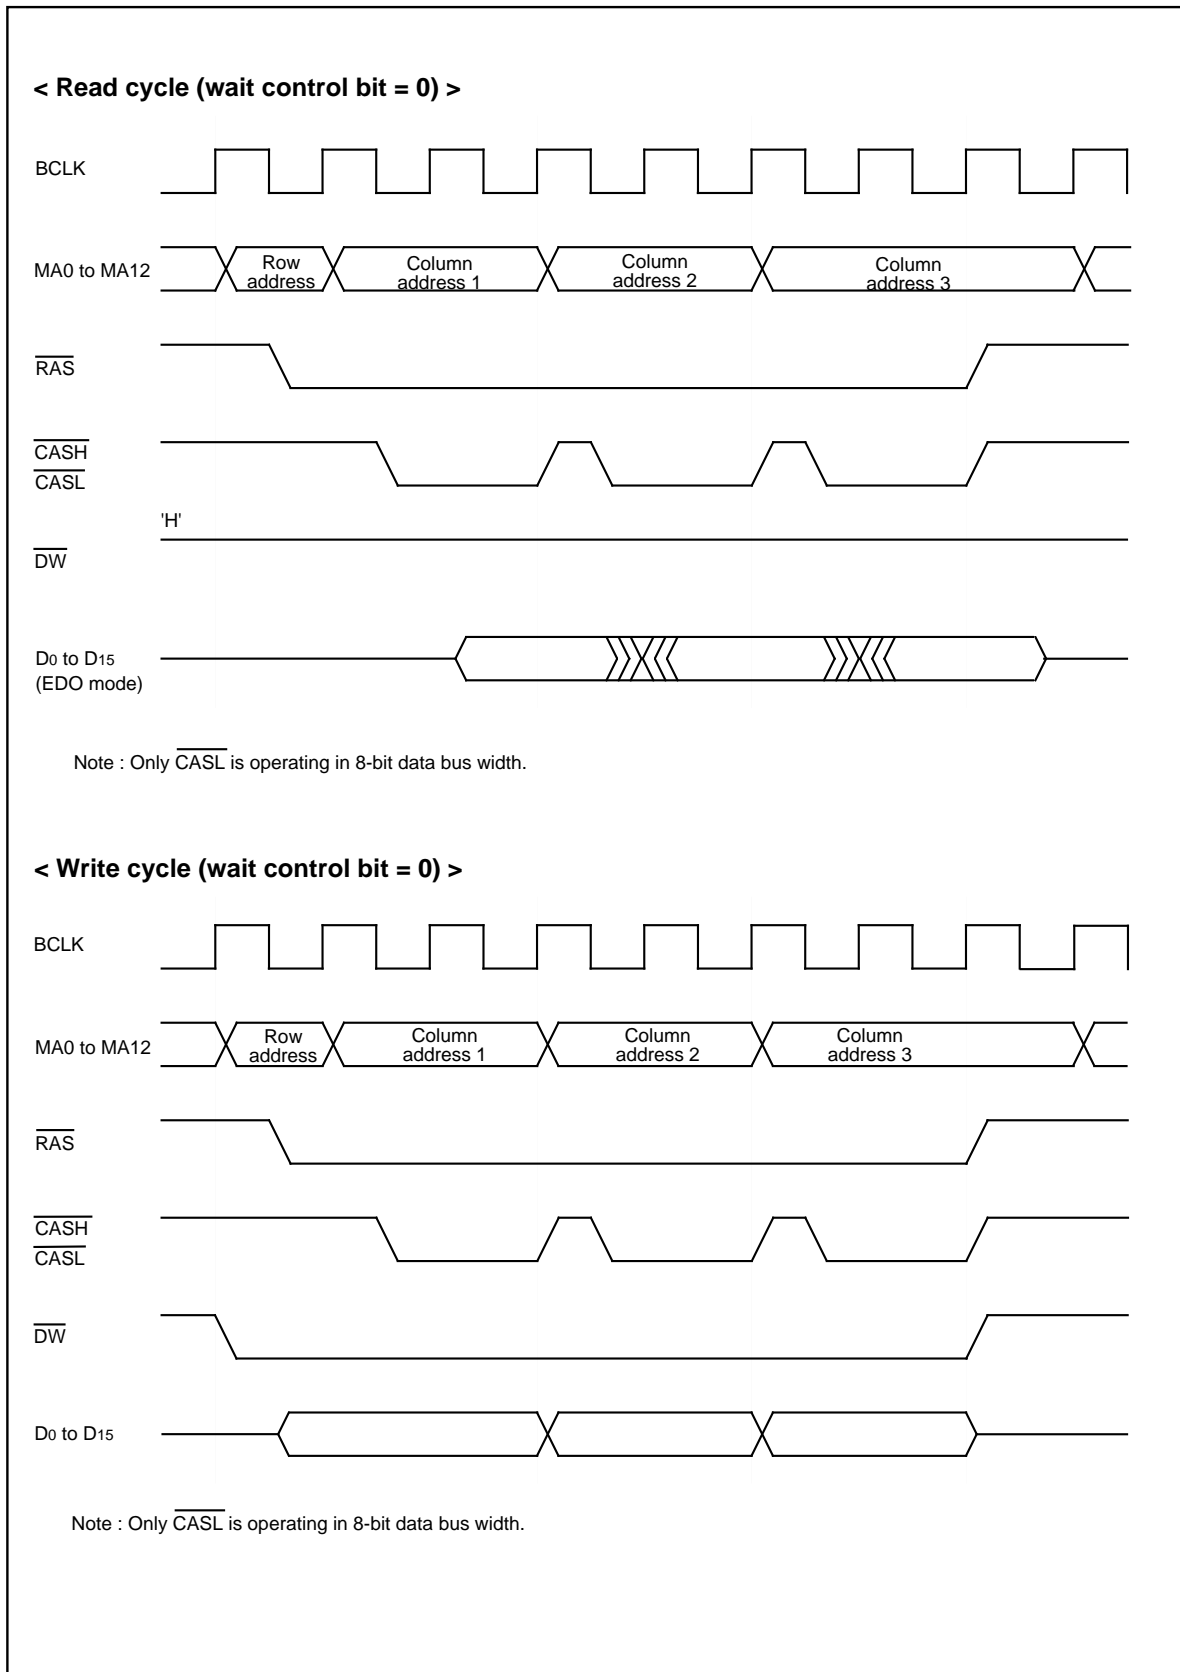 < Read cycle (wait control bit = 0) >
BCLK
MA0 to MA12
Row
address
Column
address 1
Column
address 2
Column
address 3
RAS
CASH
CASL
'H'
DW
D0 to D15
(EDO mode)
Note : Only CASL is operating in 8-bit data bus width.
< Write cycle (wait control bit = 0) >
BCLK
MA0 to MA12
Row
address
Column
address 1
Column
address 2
Column
address 3
RAS
CASH
CASL
DW
D0 to D15
Note : Only CASL is operating in 8-bit data bus width.